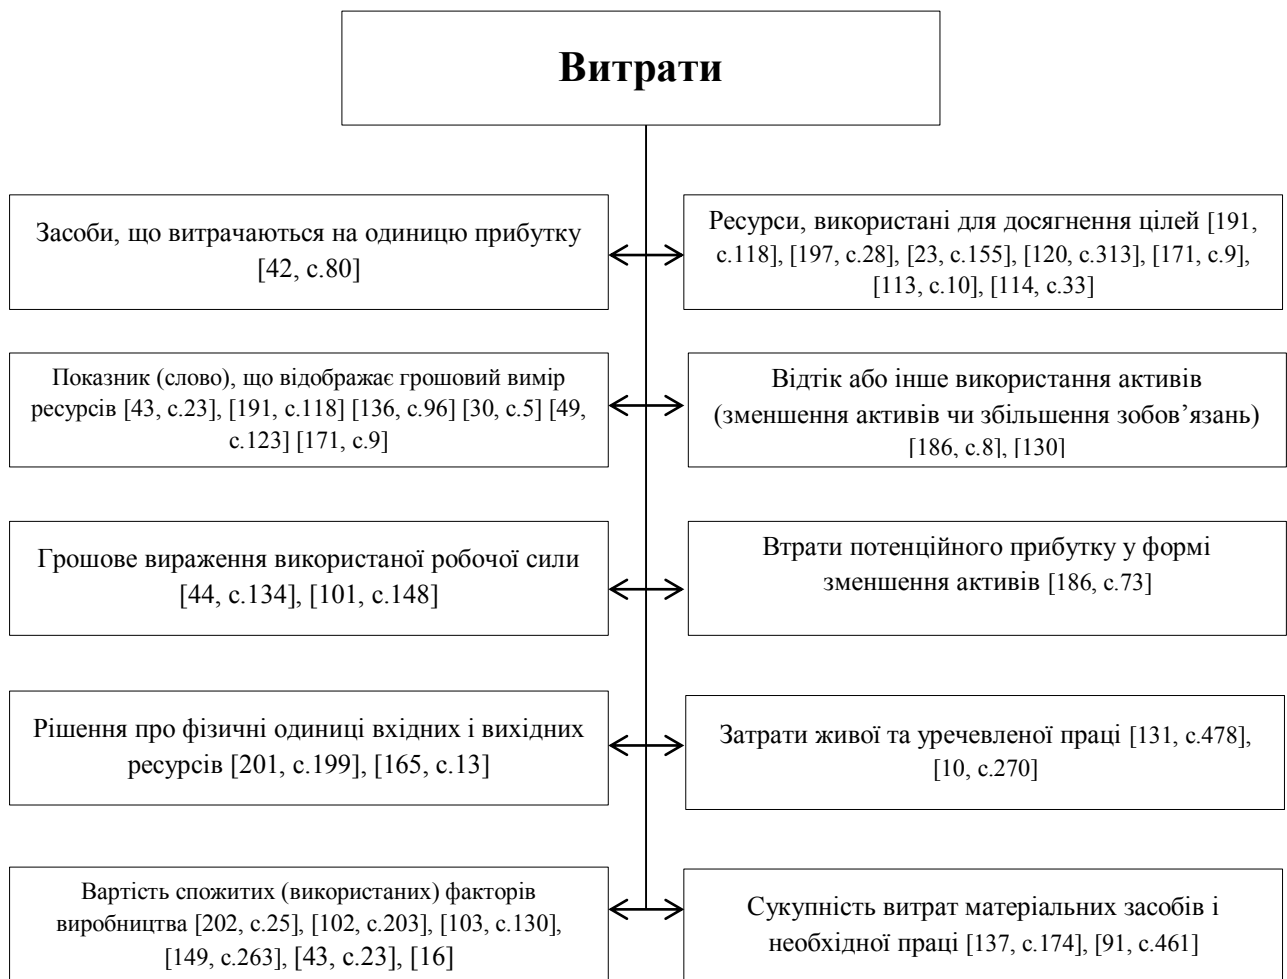 Витрати
Засоби, що витрачаються на одиницю прибутку
[42, с.80]
Ресурси, використані для досягнення цілей [191,
с.118], [197, с.28], [23, с.155], [120, с.313], [171, с.9],
[113, с.10], [114, с.33]
Показник (слово), що відображає грошовий вимір
ресурсів [43, с.23], [191, с.118] [136, с.96] [30, с.5] [49,
с.123] [171, с.9]
Відтік або інше використання активів
(зменшення активів чи збільшення зобов’язань)
[186, с.8], [130]
Грошове вираження використаної робочої сили
[44, с.134], [101, с.148]
Втрати потенційного прибутку у формі
зменшення активів [186, с.73]
Рішення про фізичні одиниці вхідних і вихідних
ресурсів [201, с.199], [165, с.13]
Затрати живої та уречевленої праці [131, с.478],
[10, с.270]
Вартість спожитих (використаних) факторів
виробництва [202, с.25], [102, с.203], [103, с.130],
[149, с.263], [43, с.23], [16]
Сукупність витрат матеріальних засобів і
необхідної праці [137, с.174], [91, с.461]